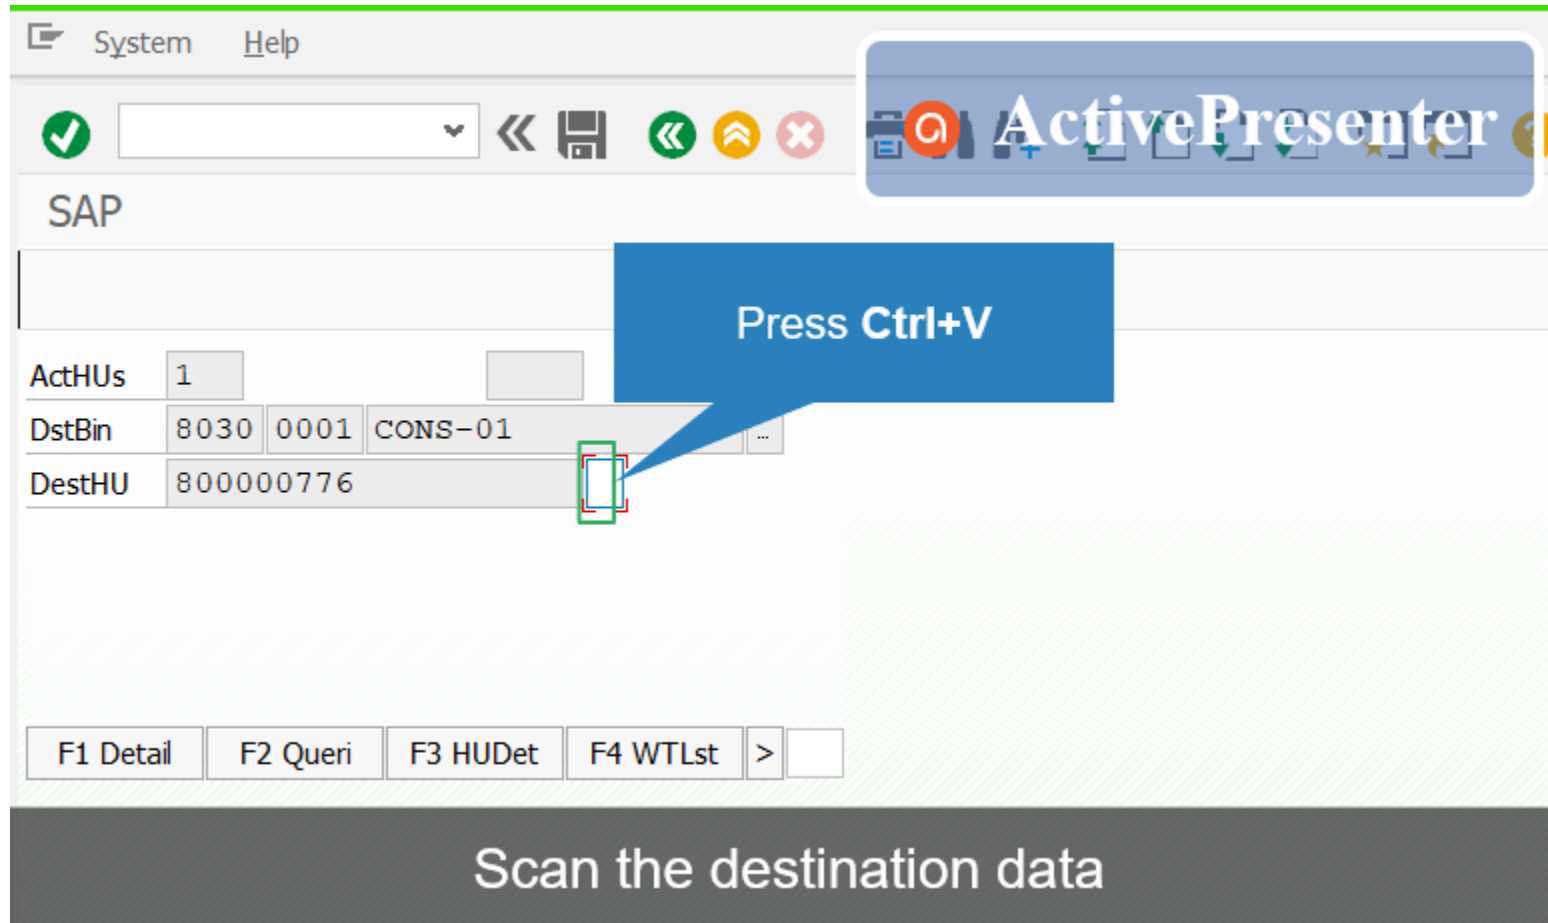 System Help
ActivePresenter
SAP
Press Ctrl+V
ActHUs 1
DstBin 8030 0001 CONS-01 ...
DestHU 800000776
F1 Detail F2 Queri F3 HUDet F4 WTLst >
Scan the destination data